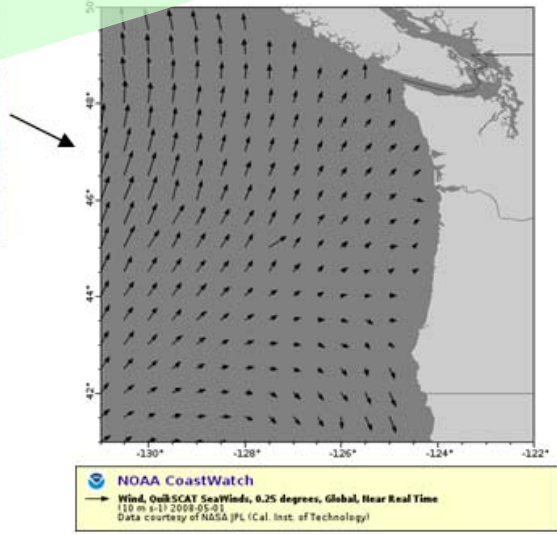 50
48°
46°
44°
42°
-130° -128° -126° -124° -122°
NOAA CoastWatch
Wind, QuikSCAT SeaWinds, 0.25 degrees, Global, Near Real Time
(10 m s-1) 2008-05-01
Data courtesy of NASA JPL (Cal. Inst. of Technology)